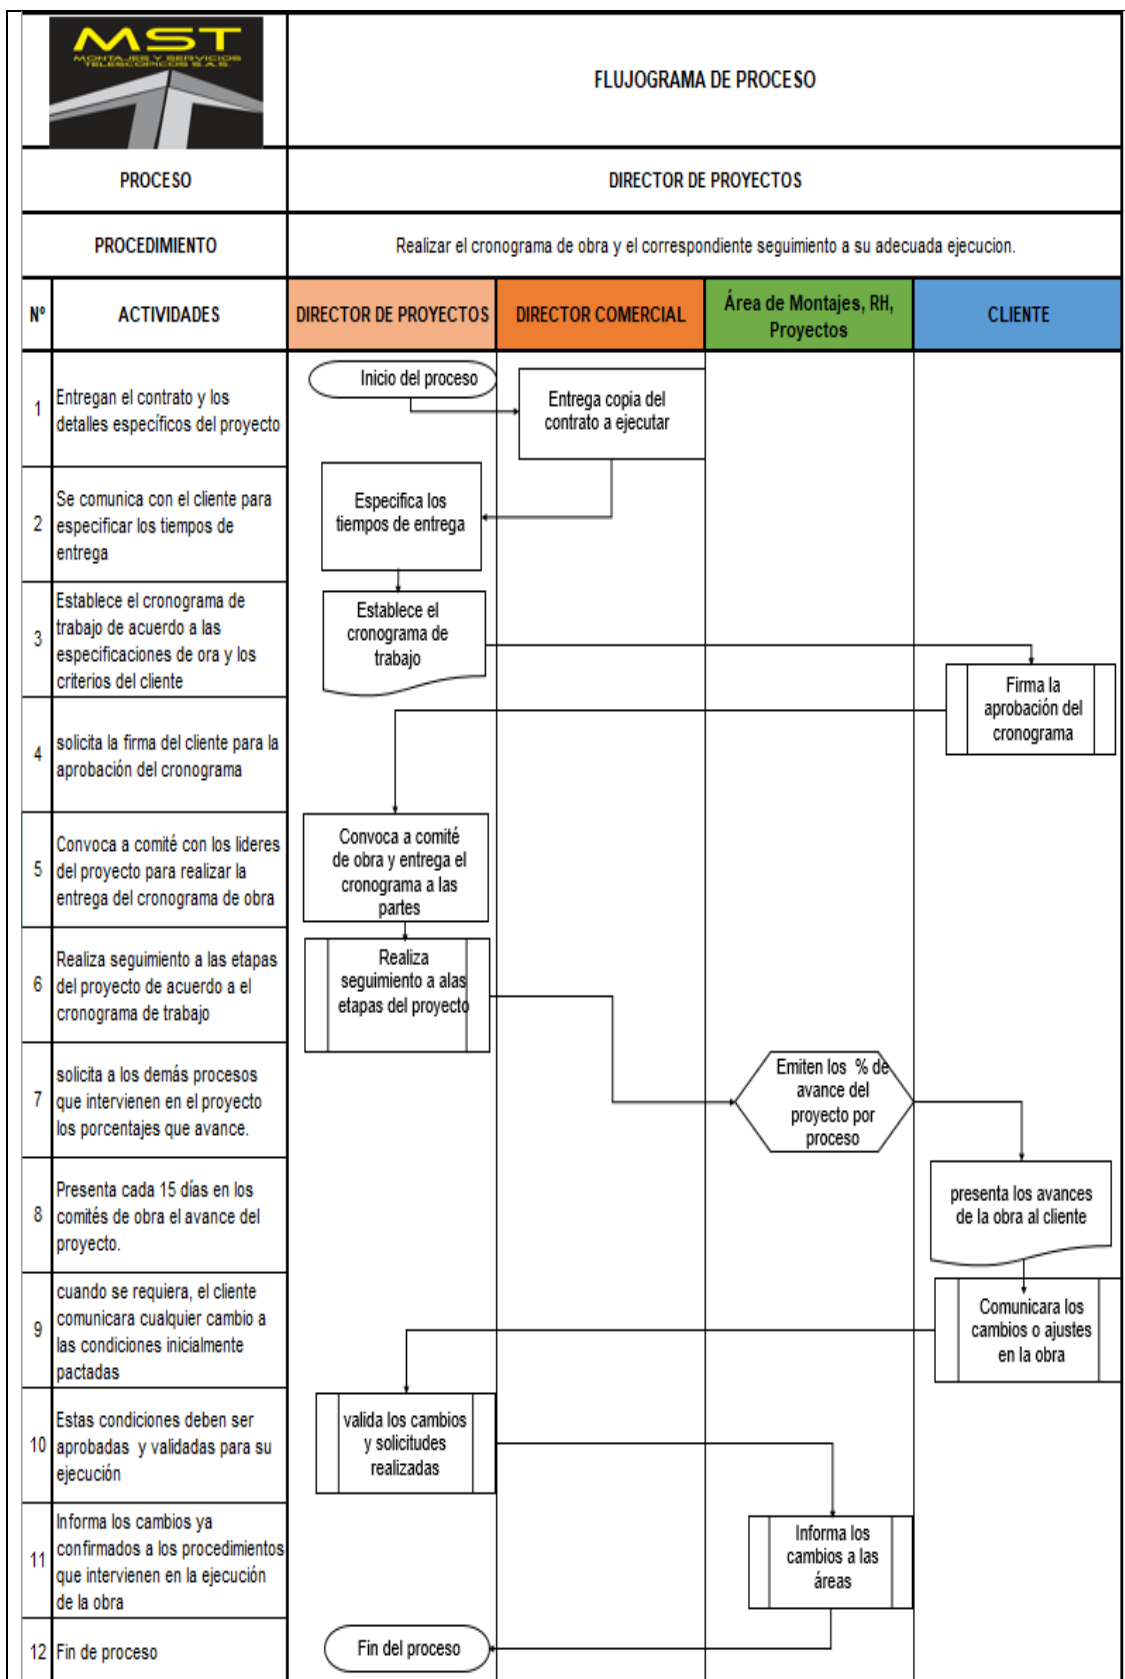 MST
MONTAJES Y SERVICIOS
TELESCOPICOS S.A.S.
FLUJOGRAMA DE PROCESO
PROCESO
DIRECTOR DE PROYECTOS
PROCEDIMIENTO
Realizar el cronograma de obra y el correspondiente seguimiento a su adecuada ejecucion.
Nº
ACTIVIDADES
DIRECTOR DE PROYECTOS
DIRECTOR COMERCIAL
Área de Montajes, RH,
Proyectos
CLIENTE
1
Entregan el contrato y los
detalles específicos del proyecto
Inicio del proceso
Entrega copia del
contrato a ejecutar
2
Se comunica con el cliente para
especificar los tiempos de
entrega
Especifica los
tiempos de entrega
3
Establece el cronograma de
trabajo de acuerdo a las
especificaciones de ora y los
criterios del cliente
Establece el
cronograma de
trabajo
Firma la
aprobación del
cronograma
4
solicita la firma del cliente para la
aprobación del cronograma
5
Convoca a comité con los lideres
del proyecto para realizar la
entrega del cronograma de obra
Convoca a comité
de obra y entrega el
cronograma a las
partes
6
Realiza seguimiento a las etapas
del proyecto de acuerdo a el
cronograma de trabajo
Realiza
seguimiento a alas
etapas del proyecto
7
solicita a los demás procesos
que intervienen en el proyecto
los porcentajes que avance.
Emiten los % de
avance del
proyecto por
proceso
8
Presenta cada 15 días en los
comités de obra el avance del
proyecto.
presenta los avances
de la obra al cliente
9
cuando se requiera, el cliente
comunicara cualquier cambio a
las condiciones inicialmente
pactadas
Comunicara los
cambios o ajustes
en la obra
10
Estas condiciones deben ser
aprobadas y validadas para su
ejecución
valida los cambios
y solicitudes
realizadas
11
Informa los cambios ya
confirmados a los procedimientos
que intervienen en la ejecución
de la obra
Informa los
cambios a las
áreas
12
Fin de proceso
Fin del proceso